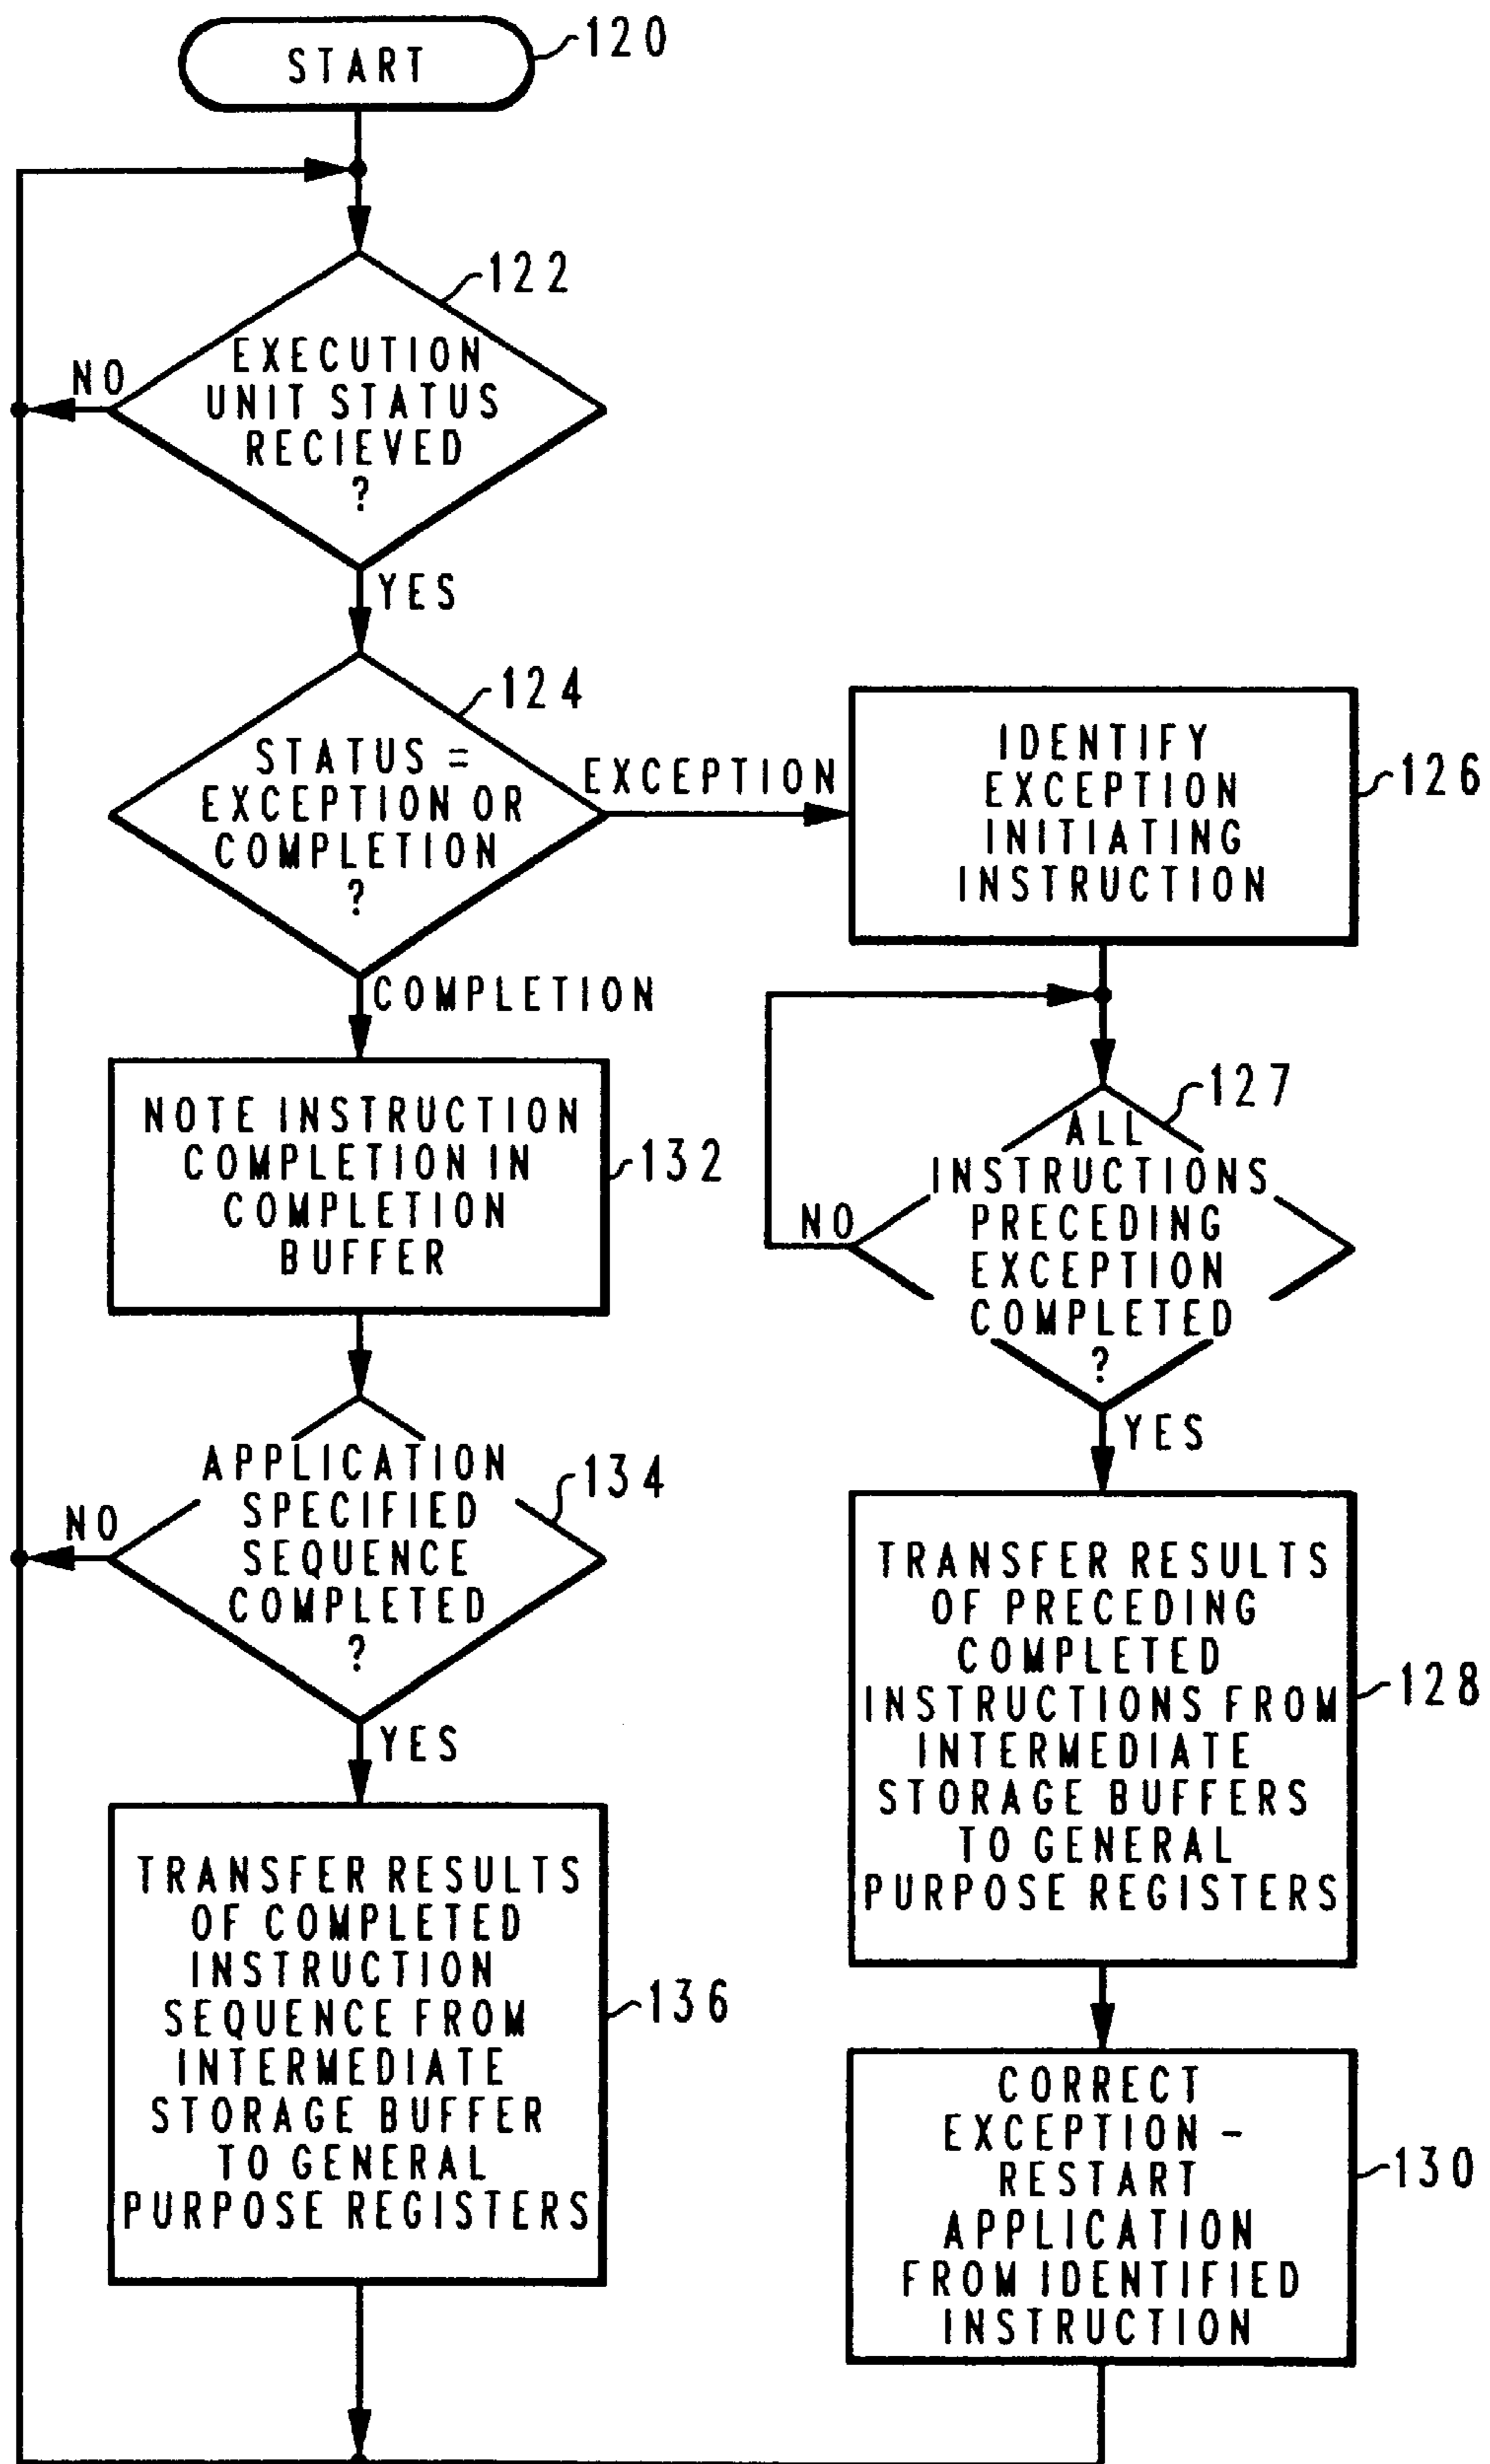 START
120
EXECUTION
UNIT STATUS
RECIEVED
?
122
NO
YES
STATUS =
EXCEPTION OR
COMPLETION
?
124
EXCEPTION
COMPLETION
IDENTIFY
EXCEPTION
INITIATING
INSTRUCTION
126
ALL
INSTRUCTIONS
PRECEDING
EXCEPTION
COMPLETED
?
127
NO
YES
NOTE INSTRUCTION
COMPLETION IN
COMPLETION
BUFFER
132
APPLICATION
SPECIFIED
SEQUENCE
COMPLETED
?
134
NO
YES
TRANSFER RESULTS
OF PRECEDING
COMPLETED
INSTRUCTIONS FROM
INTERMEDIATE
STORAGE BUFFERS
TO GENERAL
PURPOSE REGISTERS
128
TRANSFER RESULTS
OF COMPLETED
INSTRUCTION
SEQUENCE FROM
INTERMEDIATE
STORAGE BUFFER
TO GENERAL
PURPOSE REGISTERS
136
CORRECT
EXCEPTION -
RESTART
APPLICATION
FROM IDENTIFIED
INSTRUCTION
130